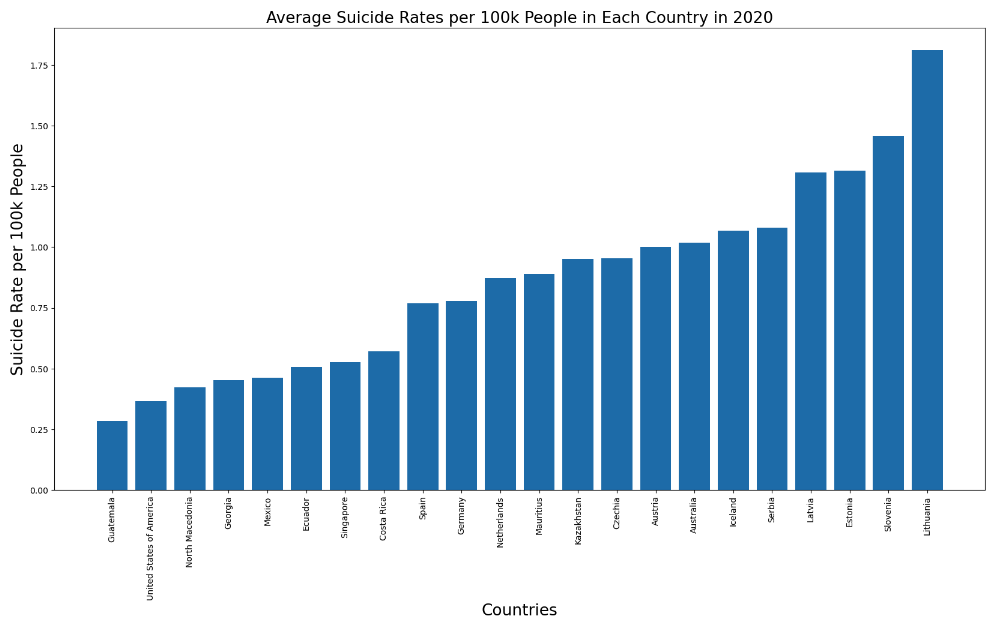 Average Suicide Rates per 100k People in Each Country in 2020
Suicide Rate per 100k People
1.75
1.50
1.25
1.00
0.75
0.50
0.25
0.00
Guatemala
United States of America
North Macedonia
Georgia
Mexico
Ecuador
Singapore
Costa Rica
Spain
Germany
Netherlands
Mauritius
Kazakhstan
Czechia
Austria
Australia
Iceland
Serbia
Latvia
Estonia
Slovenia
Lithuania
Countries